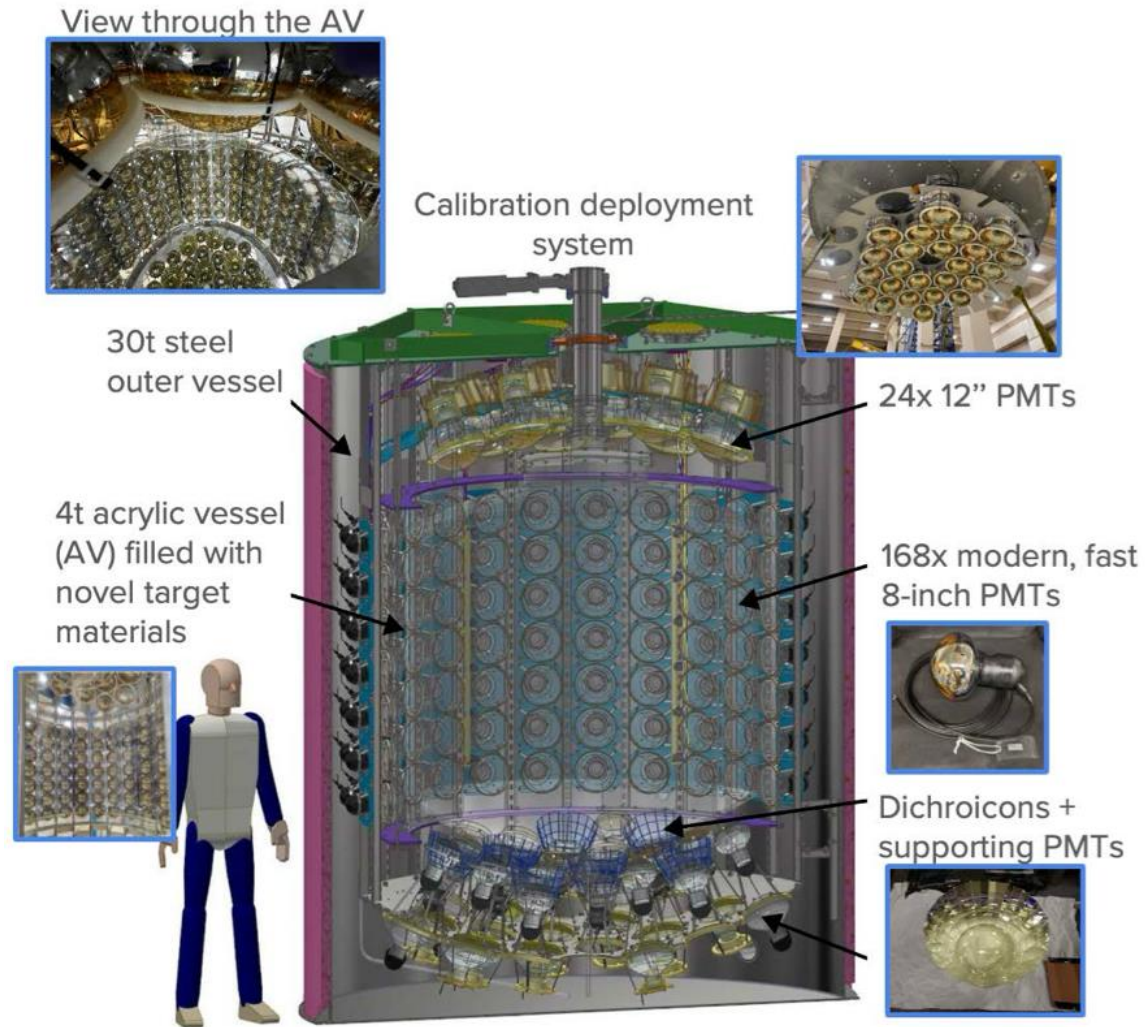 View through the AV
Calibration deployment
system
30t steel
outer vessel
24x 12’’ PMTs
4t acrylic vessel
(AV) filled with
novel target
materials
168x modern, fast
8-inch PMTs
Dichroicons +
supporting PMTs